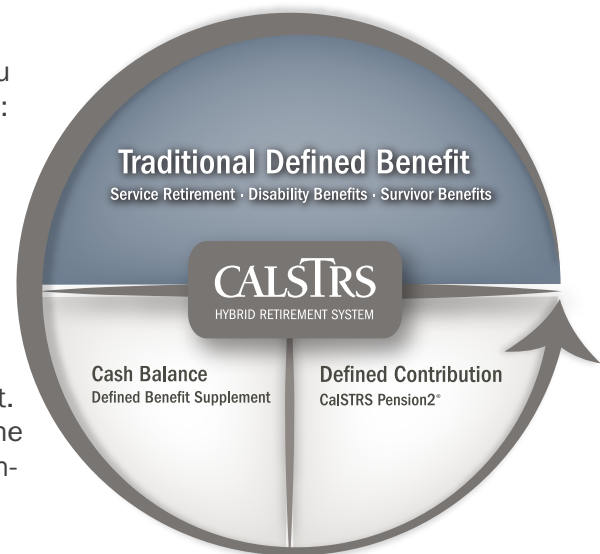 u
:
Traditional Defined Benefit
Service Retirement · Disability Benefits · Survivor Benefits
CALSTRS
HYBRID RETIREMENT SYSTEM
Cash Balance
Defined Benefit Supplement
Defined Contribution
CalSTRS Pension2®
t.
ne
n-